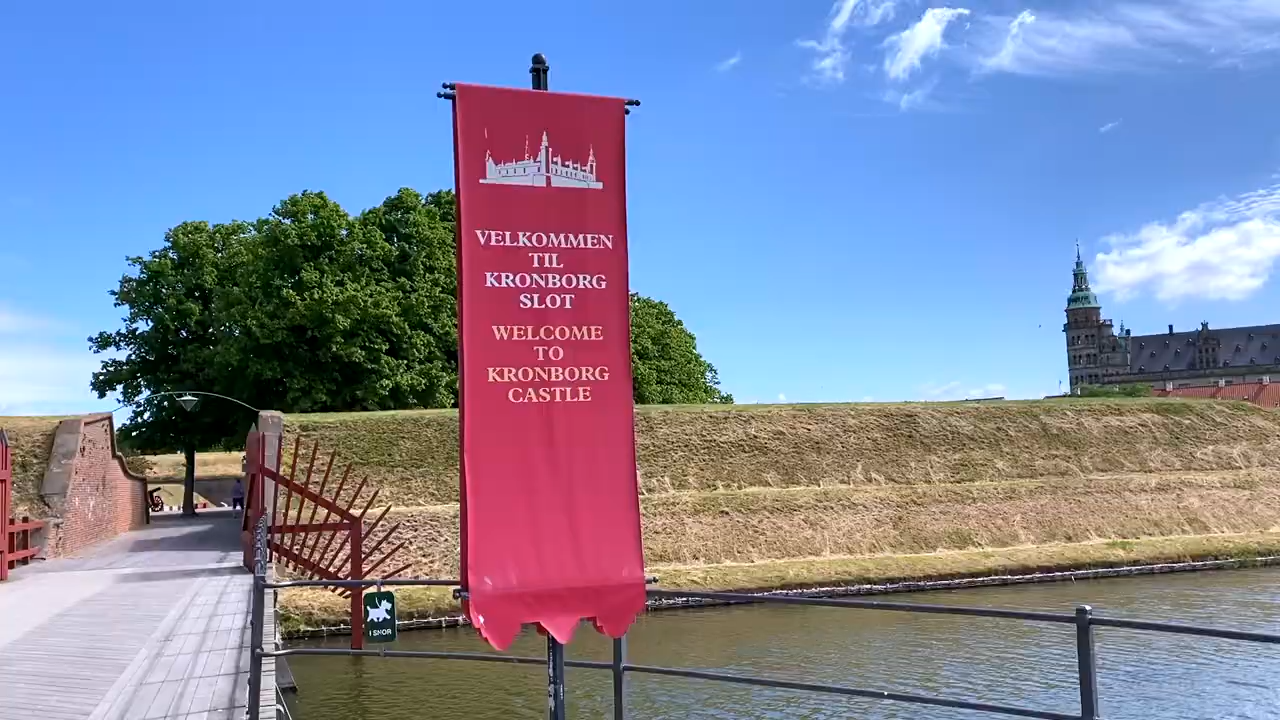 VELKOMMEN
TIL
KRONBORG
SLOT
WELCOME
TO
KRONBORG
CASTLE
I SNOR